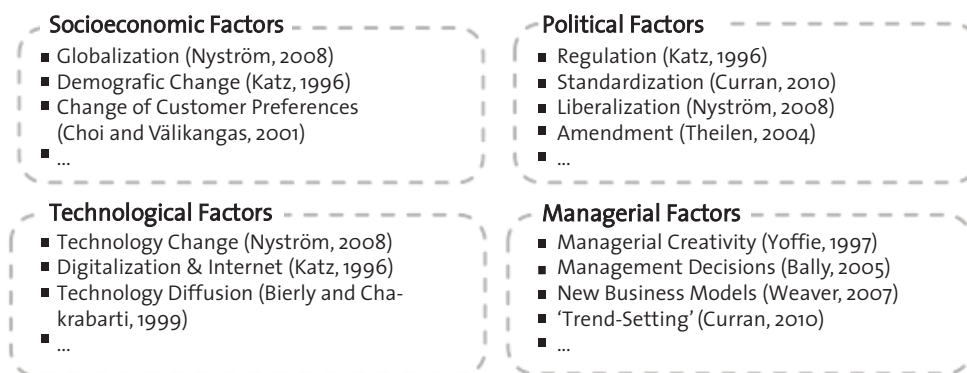 Socioeconomic Factors
■ Globalization (Nyström, 2008)
■ Demografic Change (Katz, 1996)
■ Change of Customer Preferences
(Choi and Välikangas, 2001)
■ ...
Political Factors
■ Regulation (Katz, 1996)
■ Standardization (Curran, 2010)
■ Liberalization (Nyström, 2008)
■ Amendment (Theilen, 2004)
■ ...
Technological Factors
■ Technology Change (Nyström, 2008)
■ Digitalization & Internet (Katz, 1996)
■ Technology Diffusion (Bierly and Cha-
krabarti, 1999)
■ ...
Managerial Factors
■ Managerial Creativity (Yoffie, 1997)
■ Management Decisions (Bally, 2005)
■ New Business Models (Weaver, 2007)
■ ‘Trend-Setting’ (Curran, 2010)
■ ...